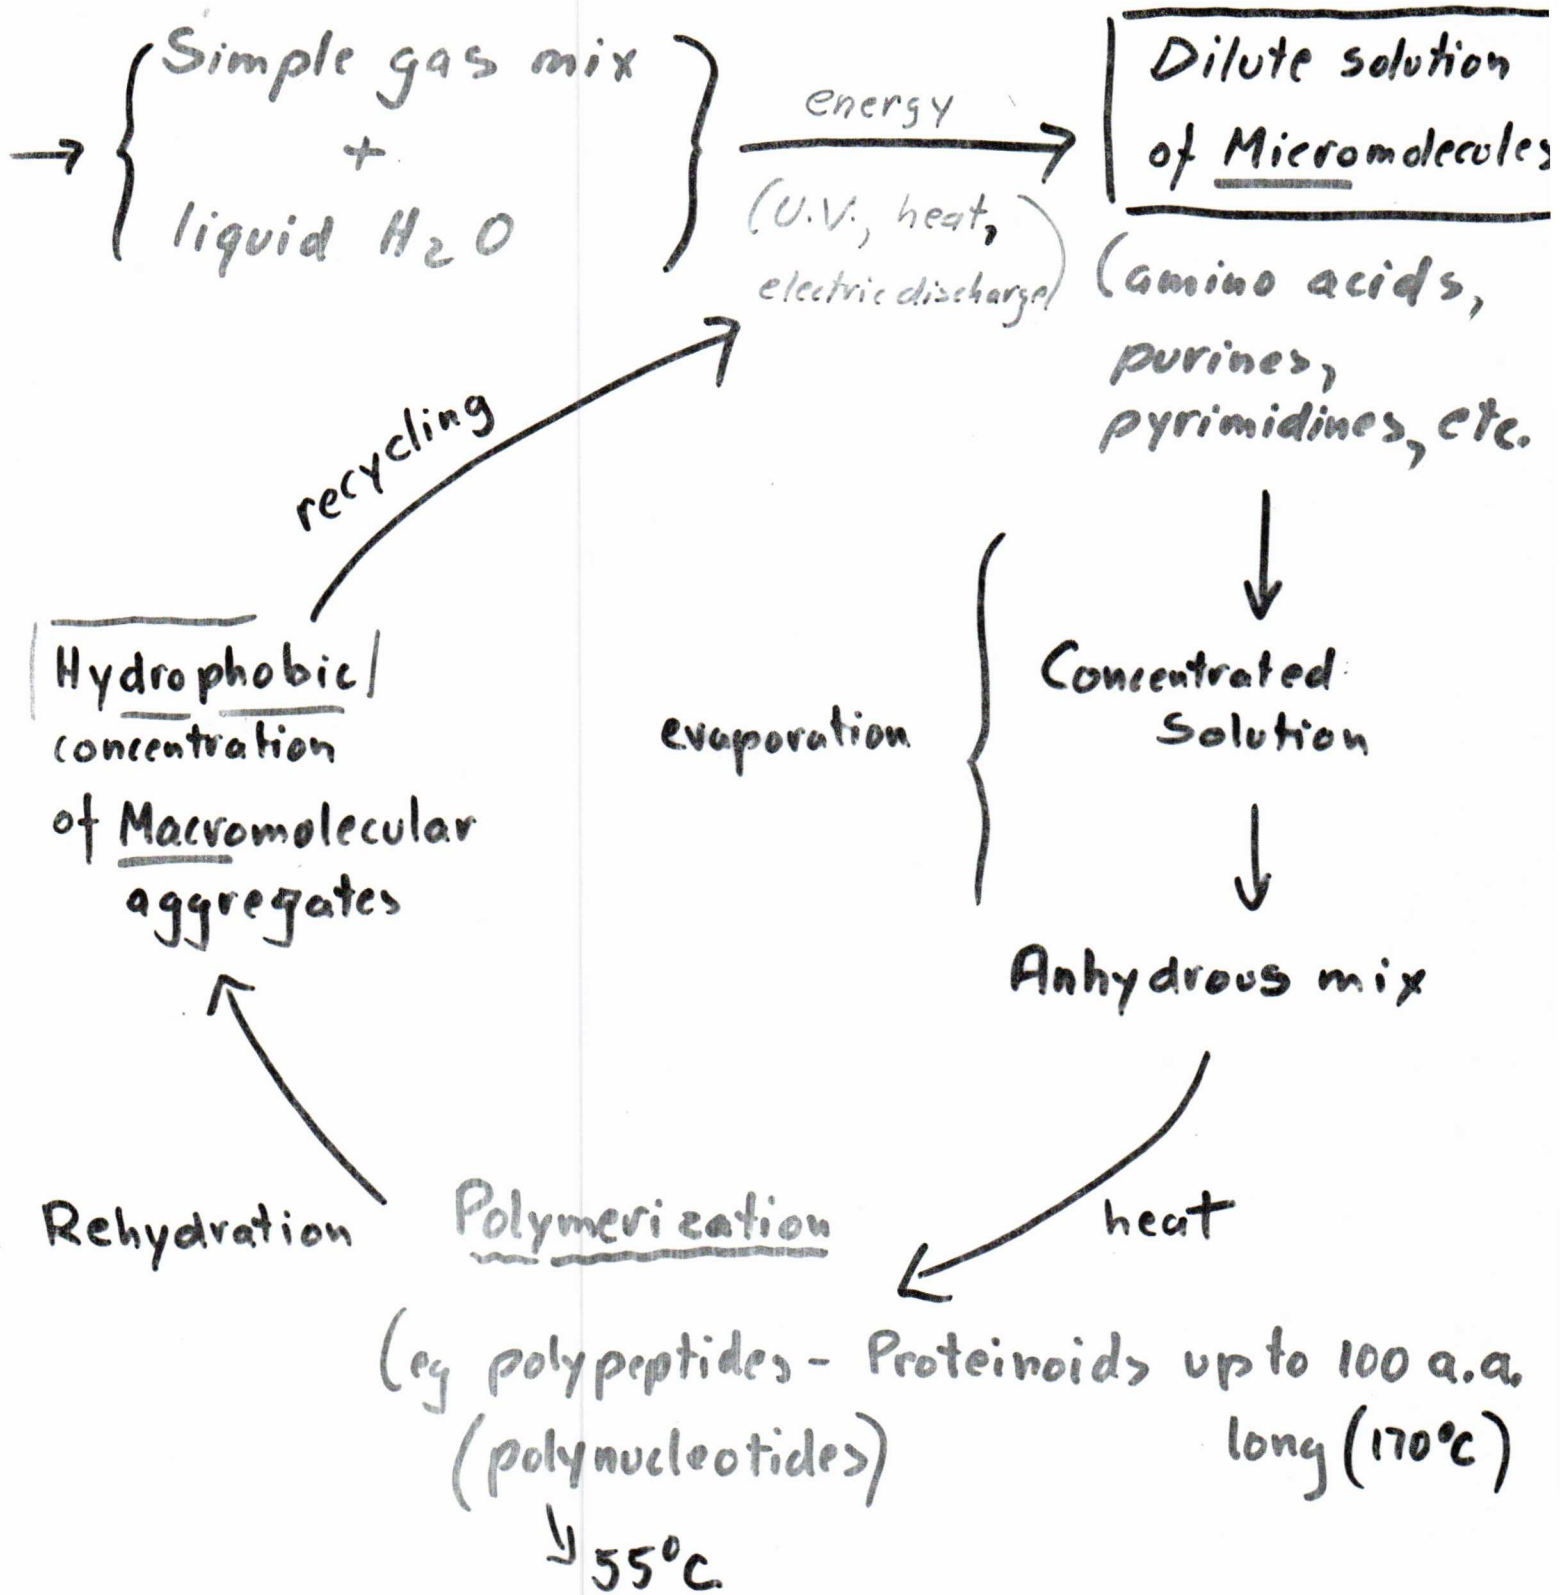 → { Simple gas mix
+
liquid H₂O }
energy
→
(U.V., heat,
electric discharge)
Dilute solution
of Micromolecules
(amino acids,
purines,
pyrimidines, etc.
recycling
Concentrated
Solution
evaporation {
Anhydrous mix
heat
Polymerization
(eg polypeptides - Proteinoids up to 100 a.a.
long (170°C)
(polynucleotides)
55°C
Rehydration
Hydrophobic
concentration
of Macromolecular
aggregates